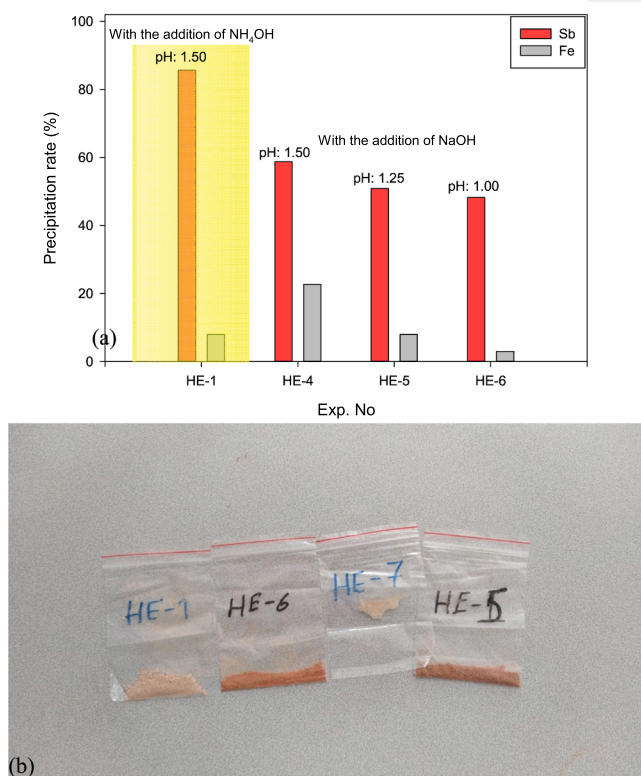 With the addition of NH₄OH
pH: 1.50
Sb
Fe
With the addition of NaOH
pH: 1.50
pH: 1.25
pH: 1.00
Precipitation rate (%)
100
80
60
40
20
0
(a)
HE-1 HE-4 HE-5 HE-6
Exp. No
HE-1 HE-6 HE-7 HE-5
(b)